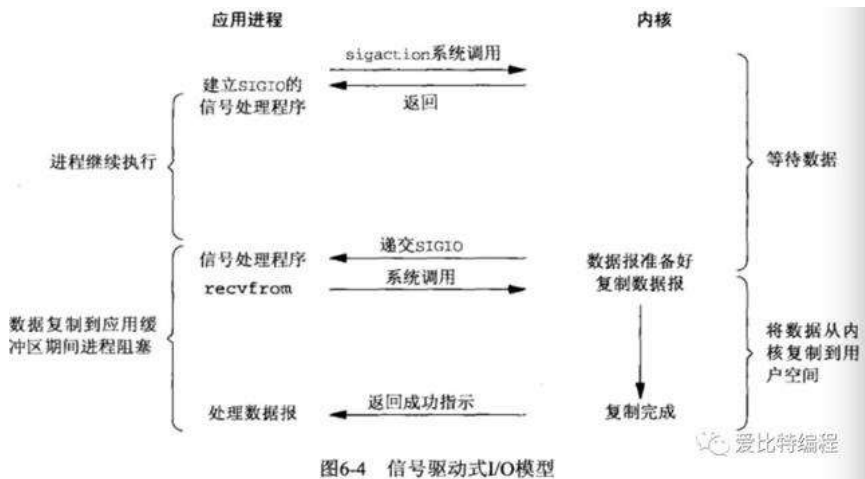 应用进程
内核
sigaction系统调用
建立SIGIO的
信号处理程序
返回
进程继续执行
等待数据
递交SIGIO
信号处理程序
数据报准备好
recvfrom
系统调用
复制数据报
数据复制到应用缓
冲区期间进程阻塞
将数据从内
核复制到用
户空间
处理数据报
返回成功指示
复制完成
爱比特编程
图6-4 信号驱动式I/O模型